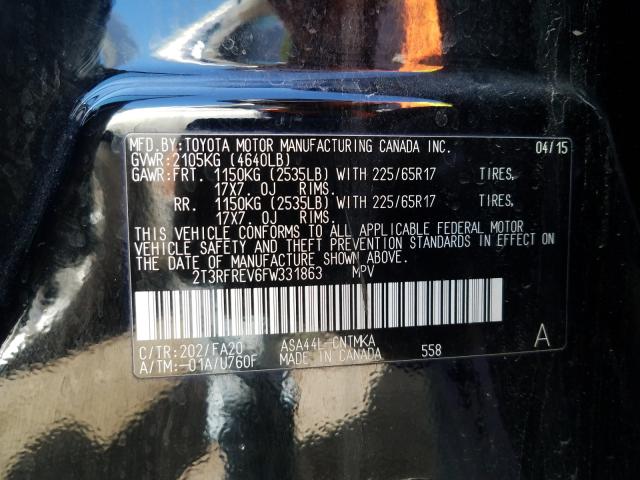 MFD.BY:TOYOTA MOTOR MANUFACTURING CANADA INC. 04/15
GVWR:2105KG (4640LB)
GAWR:FRT. 1150KG (2535LB) WITH 225/65R17 TIRES,
17X7.0J RIMS.
RR. 1150KG (2535LB) WITH 225/65R17 TIRES,
17X7.0J RIMS.
THIS VEHICLE CONFORMS TO ALL APPLICABLE FEDERAL MOTOR
VEHICLE SAFETY AND THEFT PREVENTION STANDARDS IN EFFECT ON
THE DATE OF MANUFACTURE SHOWN ABOVE.
2T3RFREV6FW331863 MPV
C/TR:202/FA20 ASA44L-CNTMKA
A/TM:-01A/U760F MADE IN CANADA 558 A